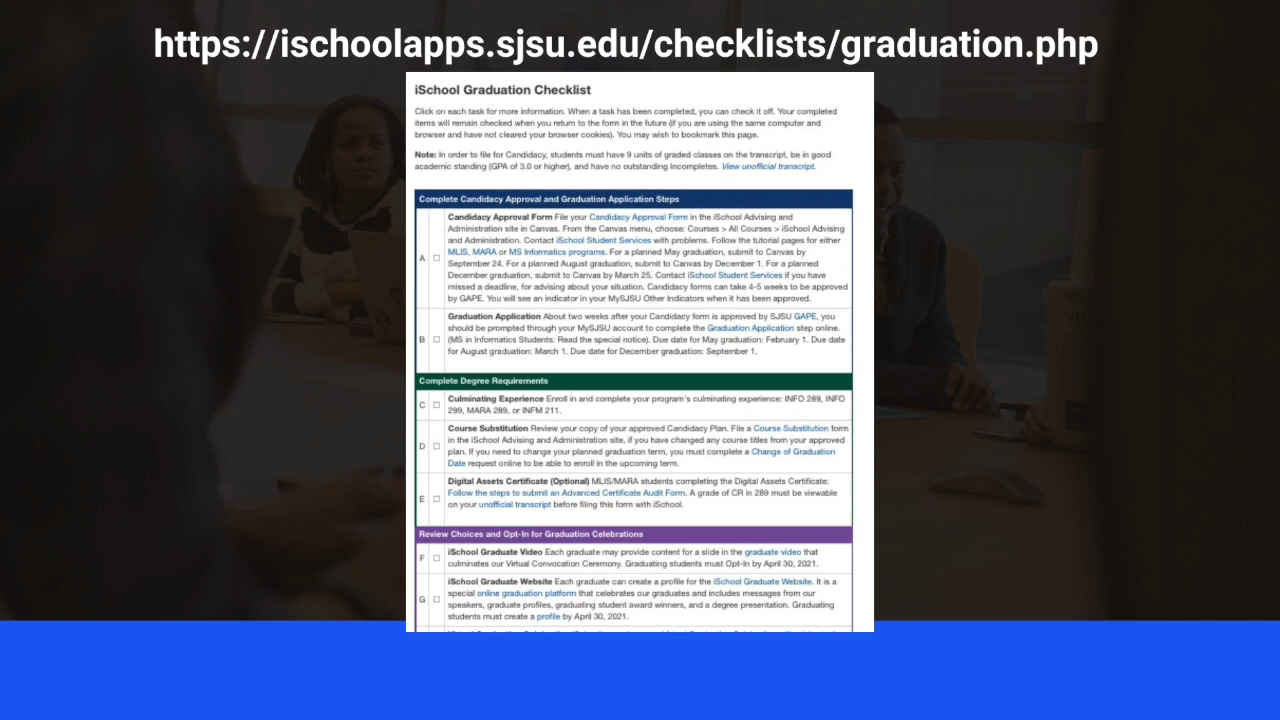 https://ischoolapps.sjsu.edu/checklists/graduation.php
iSchool Graduation Checklist
Click on each task for more information. When a task has been completed, you can check it off. Your completed
items will remain checked when you return to the form in the future (if you are using the same computer and
browser and have not cleared your browser cookies). You may wish to bookmark this page.
Note: In order to file for Candidacy, students must have 9 units of graded classes on the transcript, be in good
academic standing (GPA of 3.0 or higher), and have no outstanding Incompletes. View unofficial transcript.
Complete Candidacy Approval and Graduation Application Steps
A
Candidacy Approval Form File your Candidacy Approval Form in the iSchool Advising and
Administration site in Canvas. From the Canvas menu, choose: Courses > All Courses > iSchool Advising
and Administration. Contact iSchool Student Services with problems. Follow the tutorial pages for either
MLIS, MARA or MS Informatics programs. For a planned May graduation, submit to Canvas by
September 24. For a planned August graduation, submit to Canvas by December 1. For a planned
December graduation, submit to Canvas by March 25. Contact iSchool Student Services if you have
missed a deadline, for advising about your situation. Candidacy forms can take 4-5 weeks to be approved
by GAPE. You will see an indicator in your MySJSU Other Indicators when it has been approved.
B
Graduation Application About two weeks after your Candidacy form is approved by SJSU GAPE, you
should be prompted through your MySJSU account to complete the Graduation Application step online.
(MS in Informatics Students: Read the special notice). Due date for May graduation: February 1. Due date
for August graduation: March 1. Due date for December graduation: September 1.
Complete Degree Requirements
C
Culminating Experience Enroll in and complete your program's culminating experience: INFO 289, INFO
299, MARA 289, or INFM 211.
D
Course Substitution Review your copy of your approved Candidacy Plan. File a Course Substitution form
in the iSchool Advising and Administration site, if you have changed any course titles from your approved
plan. If you need to change your planned graduation term, you must complete a Change of Graduation
Date request online to be able to enroll in the upcoming term.
E
Digital Assets Certificate (Optional) MLIS/MARA students completing the Digital Assets Certificate:
Follow the steps to submit an Advanced Certificate Audit Form. A grade of CR in 289 must be viewable
on your unofficial transcript before filing this form with iSchool.
Review Choices and Opt-In for Graduation Celebrations
F
iSchool Graduate Video Each graduate may provide content for a slide in the graduate video that
culminates our Virtual Convocation Ceremony. Graduating students must Opt-In by April 30, 2021.
G
iSchool Graduate Website Each graduate can create a profile for the iSchool Graduate Website. It is a
special online graduation platform that celebrates our graduates and includes messages from our
speakers, graduate profiles, graduating student award winners, and a degree presentation. Graduating
students must create a profile by April 30, 2021.